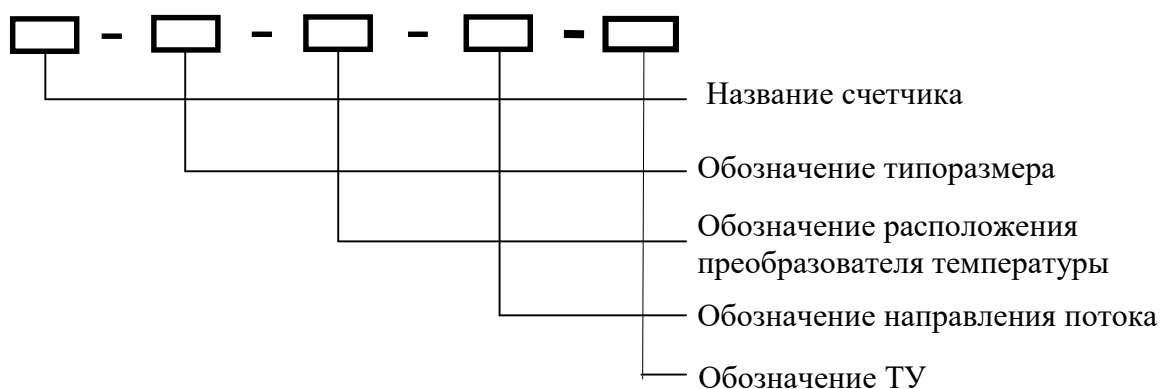 Название счетчика
Обозначение типоразмера
Обозначение расположения
преобразователя температуры
Обозначение направления потока
Обозначение ТУ